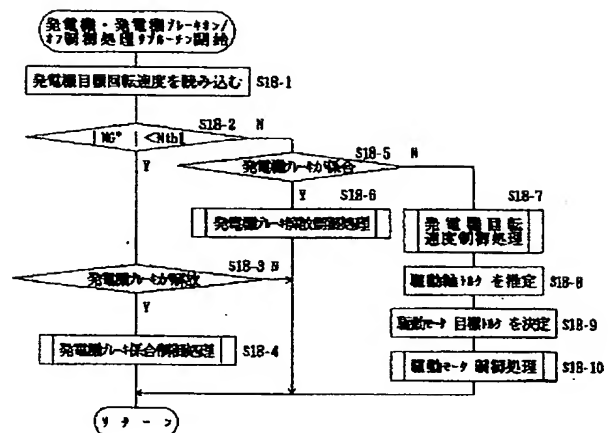 発電機・発電機ブレーキオン/
オフ制御処理サブルーチン開始
発電機目標回転速度を読み込む S18-1
S18-2 N
| NG* | <Nth1
Y
S18-5 N
発電機ブレーキが係合
Y S18-6
発電機ブレーキ解放制御処理
S18-7
発電機回転
速度制御処理
S18-3 N
発電機ブレーキが解放
Y
駆動軸トルク を推定 S18-8
駆動モータ 目標トルク を決定 S18-9
発電機ブレーキ係合制御処理 S18-4
駆動モータ 制御処理 S18-10
リターン